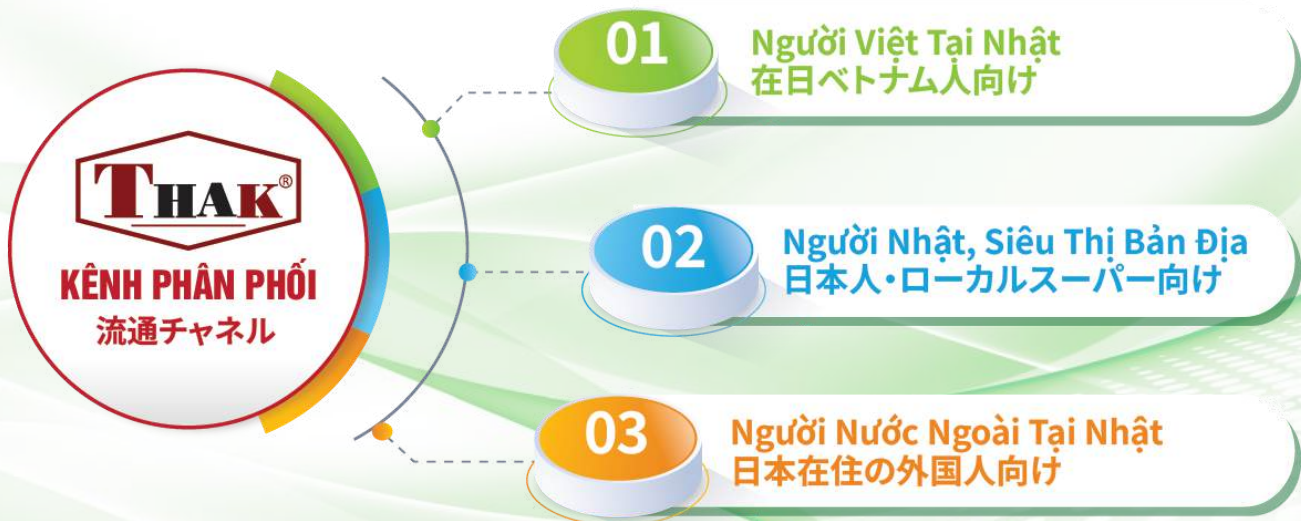 THAK®
KÊNH PHÂN PHỐI
流通チャネル
01
Người Việt Tại Nhật
在日ベトナム人向け
02
Người Nhật, Siêu Thị Bản Địa
日本人・ローカルスーパー向け
03
Người Nước Ngoài Tại Nhật
日本在住の外国人向け